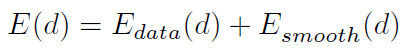 E(d) = E_{data}(d) + E_{smooth}(d)